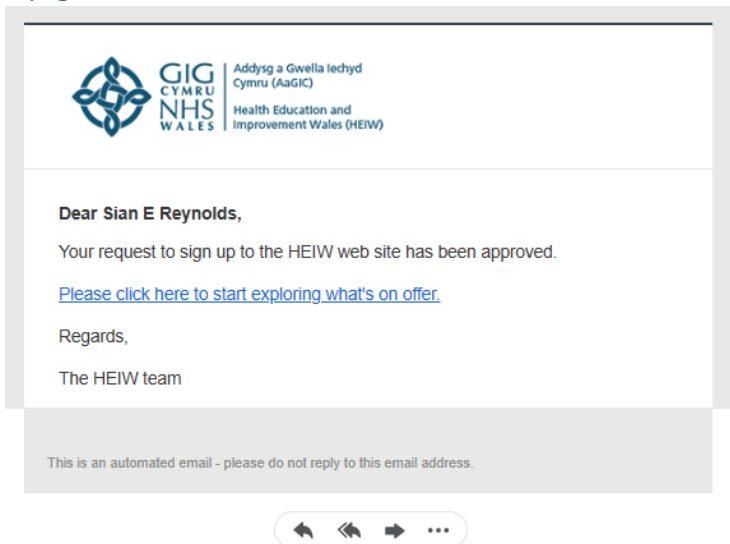 GIG
CYMRU
NHS
WALES
Addysg a Gwella Iechyd
Cymru (AaGIC)
Health Education and
Improvement Wales (HEIW)
Dear Sian E Reynolds,
Your request to sign up to the HEIW web site has been approved.
Please click here to start exploring what's on offer.
Regards,
The HEIW team
This is an automated email - please do not reply to this email address.